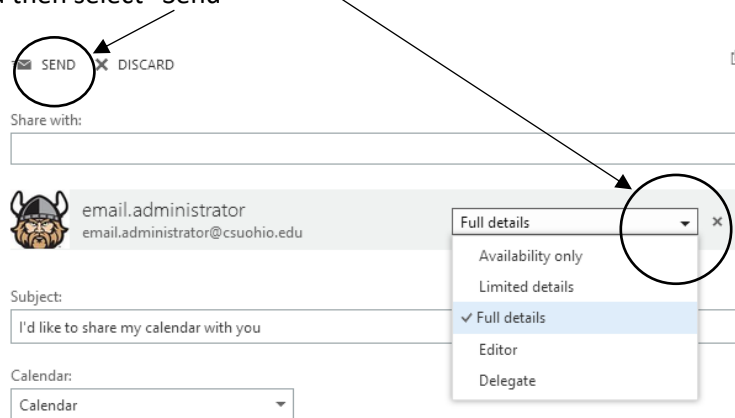 then select "Send"
SEND ✕ DISCARD
Share with:
email.administrator
email.administrator@csuohio.edu
Full details
Availability only
Limited details
✓ Full details
Editor
Delegate
Subject:
I'd like to share my calendar with you
Calendar:
Calendar